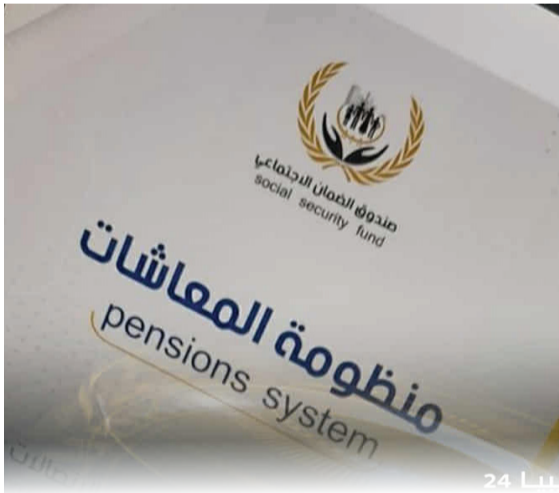 صندوق الضمان الاجتماعي
social security fund
منظومة المعاشات
pensions system
24